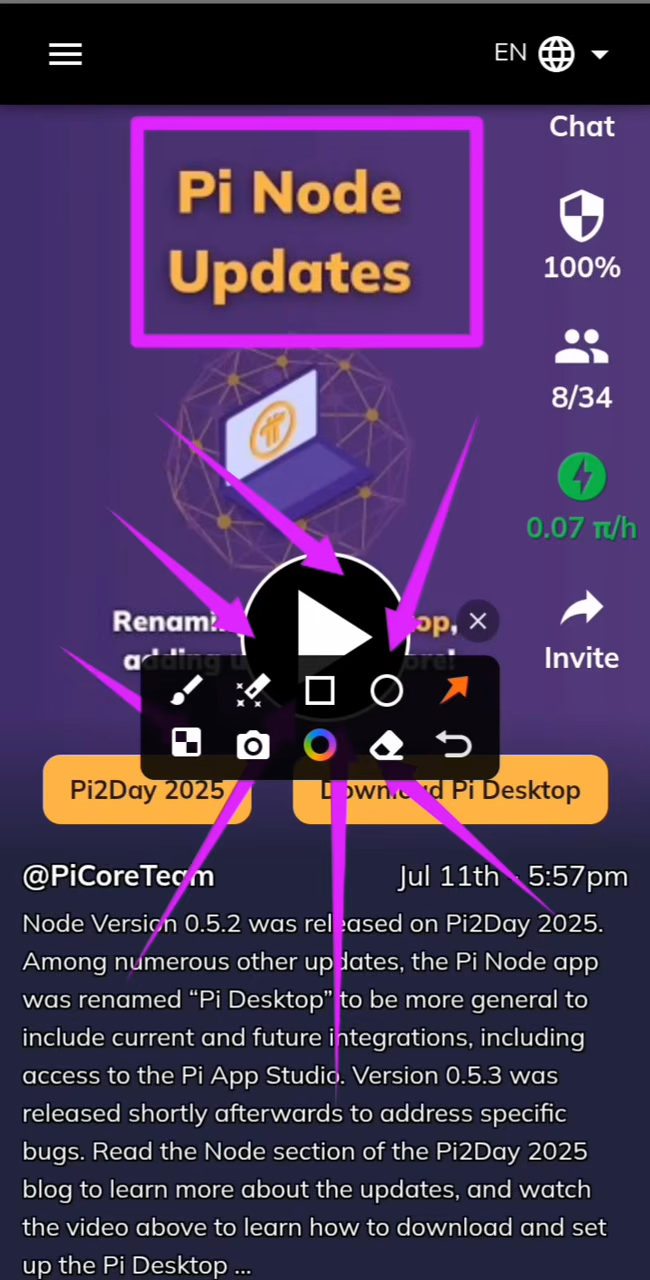 EN
Chat
Pi Node
Updates
100%
8/34
0.07 π/h
op,
Invite
Pi2Day 2025
Download Pi Desktop
@PiCoreTeam
Jul 11th - 5:57pm
Node Version 0.5.2 was released on Pi2Day 2025.
Among numerous other updates, the Pi Node app
was renamed “Pi Desktop” to be more general to
include current and future integrations, including
access to the Pi App Studio. Version 0.5.3 was
released shortly afterwards to address specific
bugs. Read the Node section of the Pi2Day 2025
blog to learn more about the updates, and watch
the video above to learn how to download and set
up the Pi Desktop ...